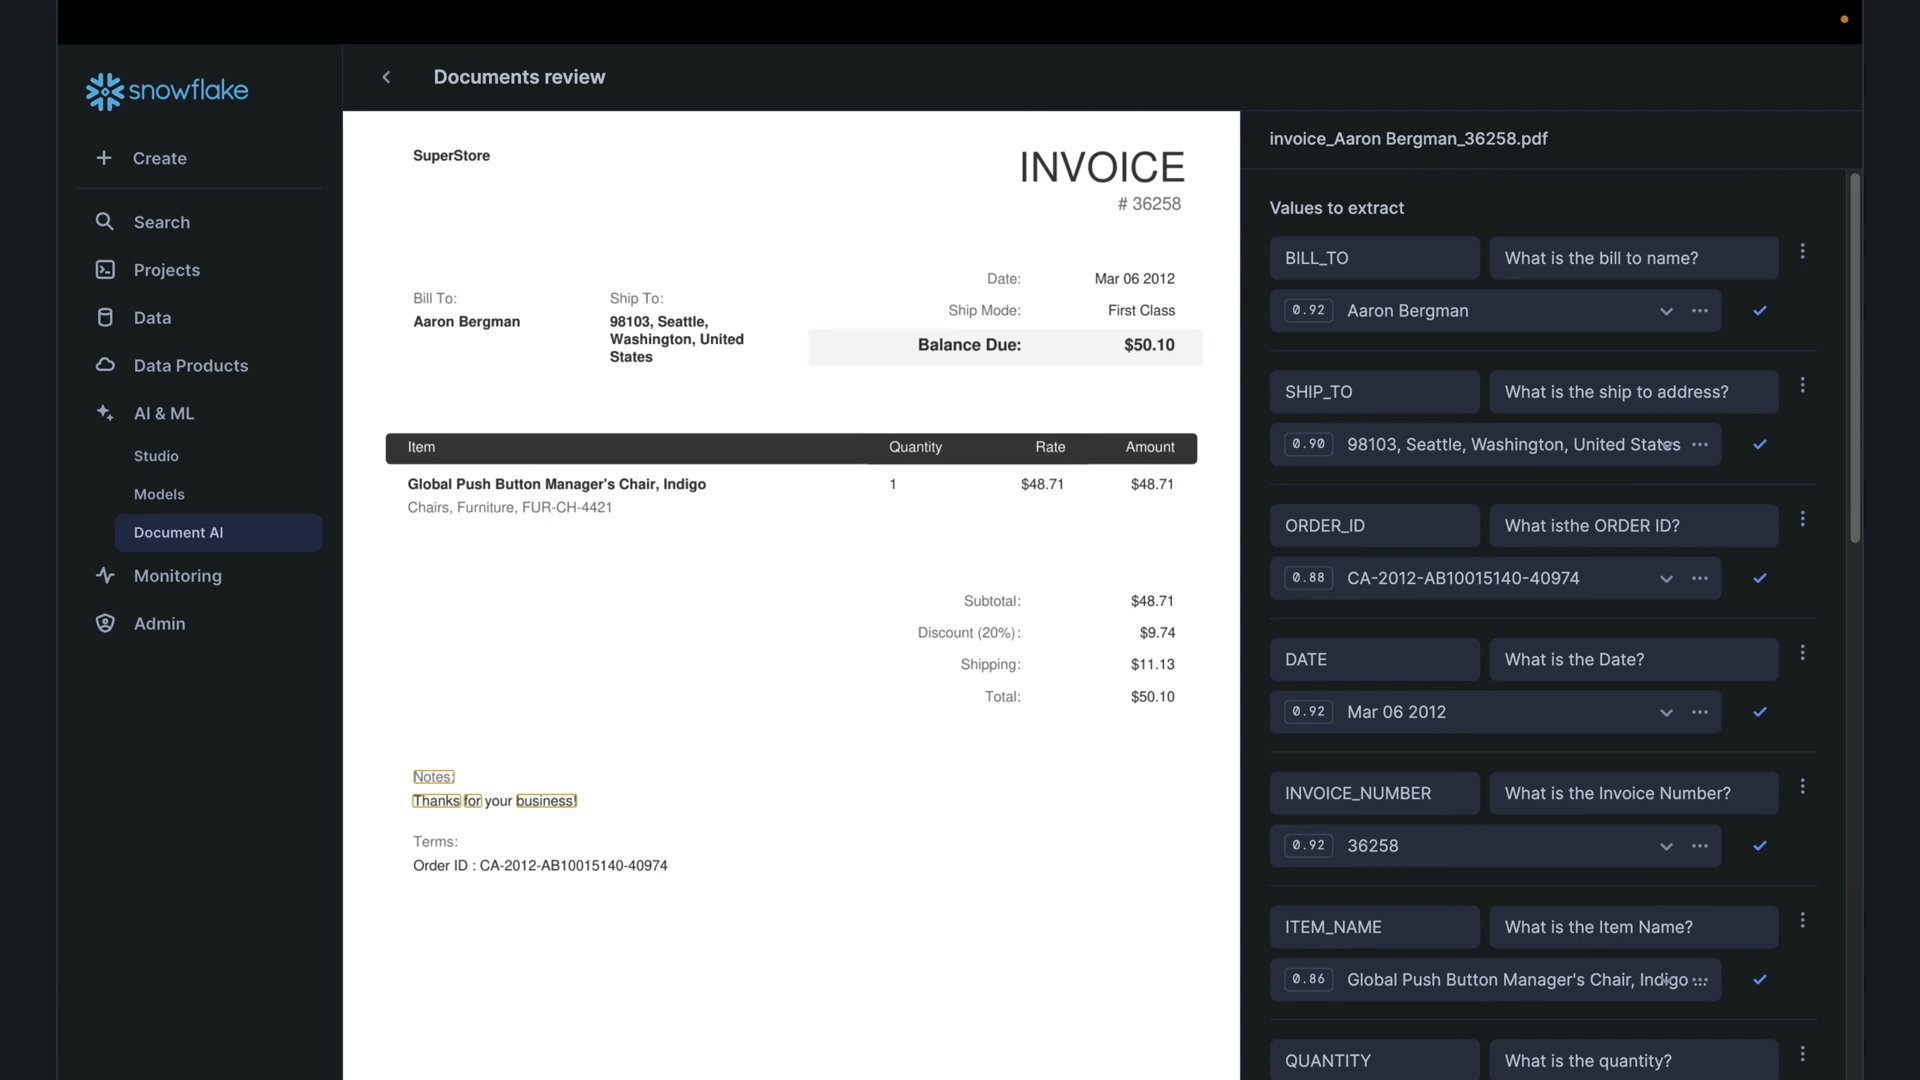 snowflake
Create
Search
Projects
Data
Data Products
AI & ML
Studio
Models
Document AI
Monitoring
Admin
Documents review
SuperStore
INVOICE
# 36258
Date: Mar 06 2012
Ship Mode: First Class
Balance Due: $50.10
Bill To:
Aaron Bergman
Ship To:
98103, Seattle,
Washington, United
States
Item Quantity Rate Amount
Global Push Button Manager's Chair, Indigo 1 $48.71 $48.71
Chairs, Furniture, FUR-CH-4421
Subtotal: $48.71
Discount (20%): $9.74
Shipping: $11.13
Total: $50.10
Notes:
Thanks for your business!
Terms:
Order ID : CA-2012-AB10015140-40974
invoice_Aaron Bergman_36258.pdf
Values to extract
BILL_TO What is the bill to name?
0.92 Aaron Bergman
SHIP_TO What is the ship to address?
0.90 98103, Seattle, Washington, United States
ORDER_ID What isthe ORDER ID?
0.88 CA-2012-AB10015140-40974
DATE What is the Date?
0.92 Mar 06 2012
INVOICE_NUMBER What is the Invoice Number?
0.92 36258
ITEM_NAME What is the Item Name?
0.86 Global Push Button Manager's Chair, Indigo
QUANTITY What is the quantity?